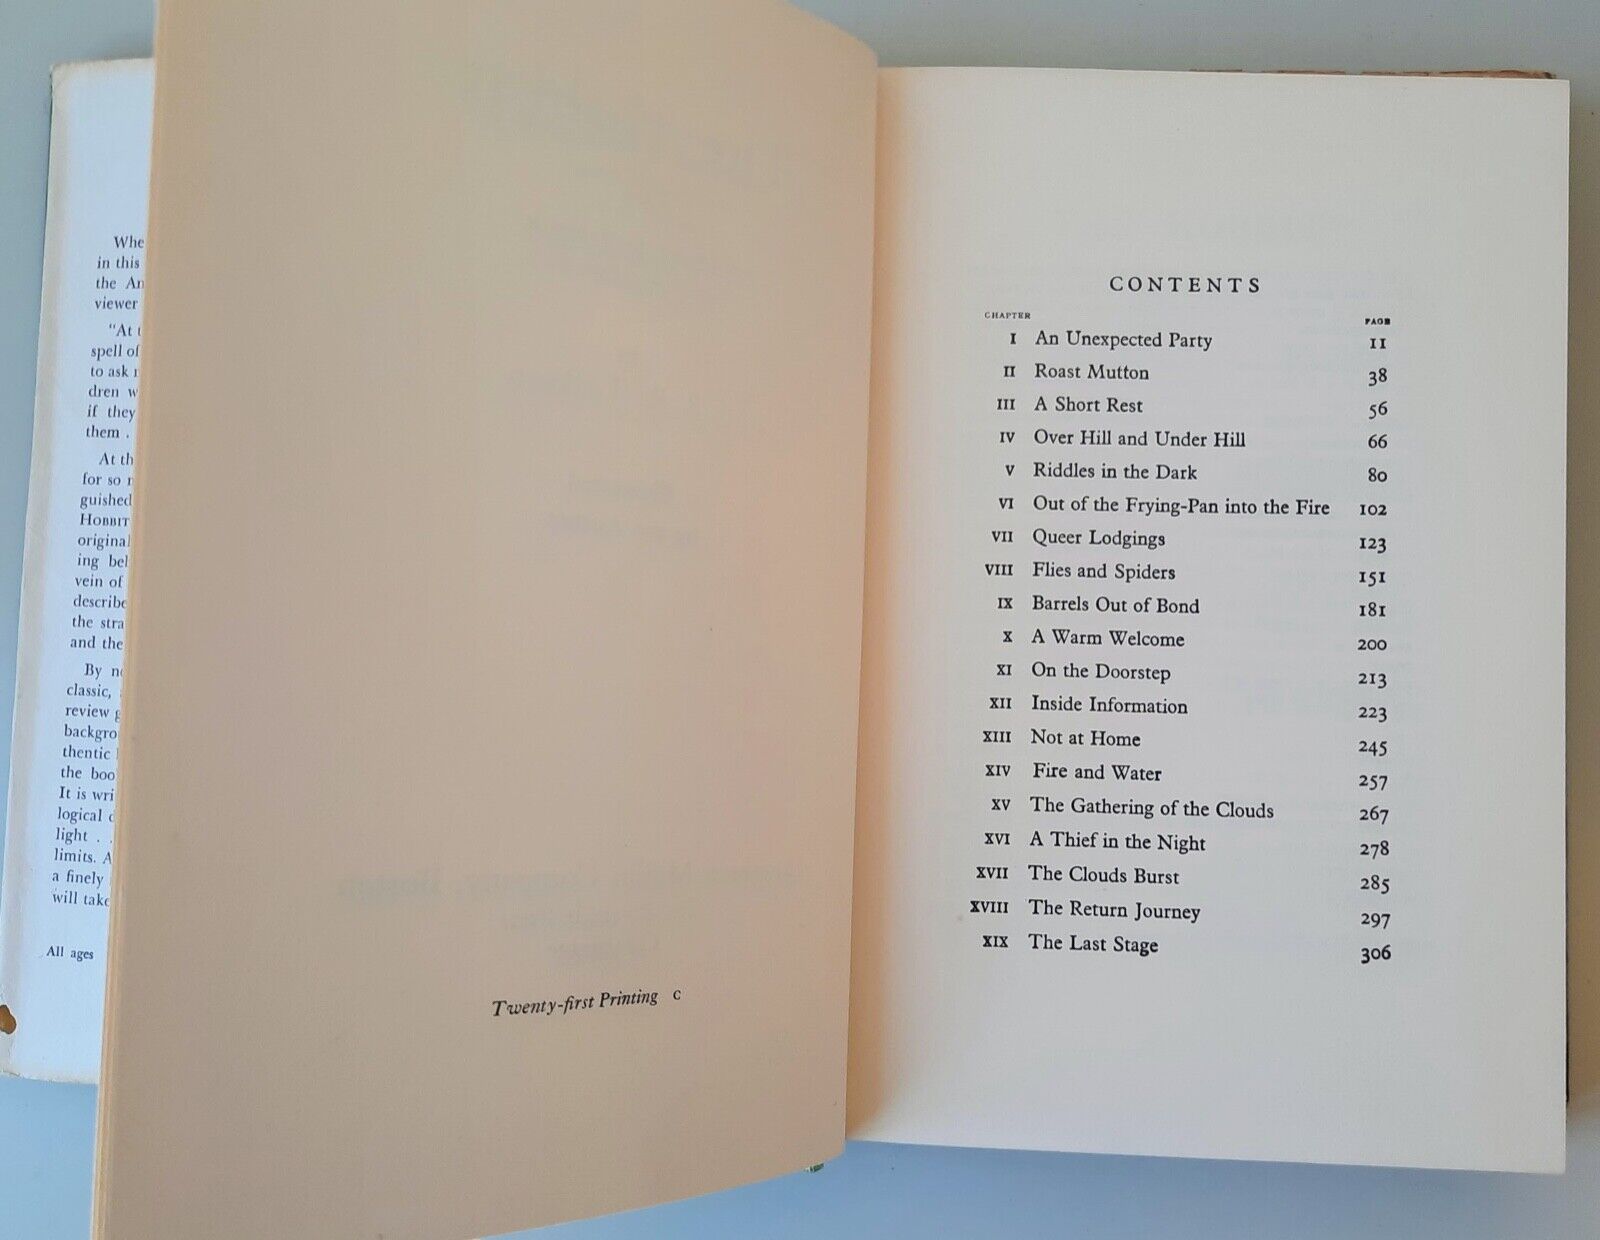 Whe
in this
the An
viewer
"At t
spell of
to ask
dren w
if they
them .
At th
for so
guished
HOBBIT
original
ing bel
vein of
describe
the stra
and the
By
classic,
review
backgro
thentic
the boo
It is wri
logical
light . .
limits. A
a finely
will take
All ages
Twenty-first Printing C
CONTENTS
CHAPTER PAGE
I An Unexpected Party 11
II Roast Mutton 38
III A Short Rest 56
IV Over Hill and Under Hill 66
V Riddles in the Dark 80
VI Out of the Frying-Pan into the Fire 102
VII Queer Lodgings 123
VIII Flies and Spiders 151
IX Barrels Out of Bond 181
X A Warm Welcome 200
XI On the Doorstep 213
XII Inside Information 223
XIII Not at Home 245
XIV Fire and Water 257
XV The Gathering of the Clouds 267
XVI A Thief in the Night 278
XVII The Clouds Burst 285
XVIII The Return Journey 297
XIX The Last Stage 306